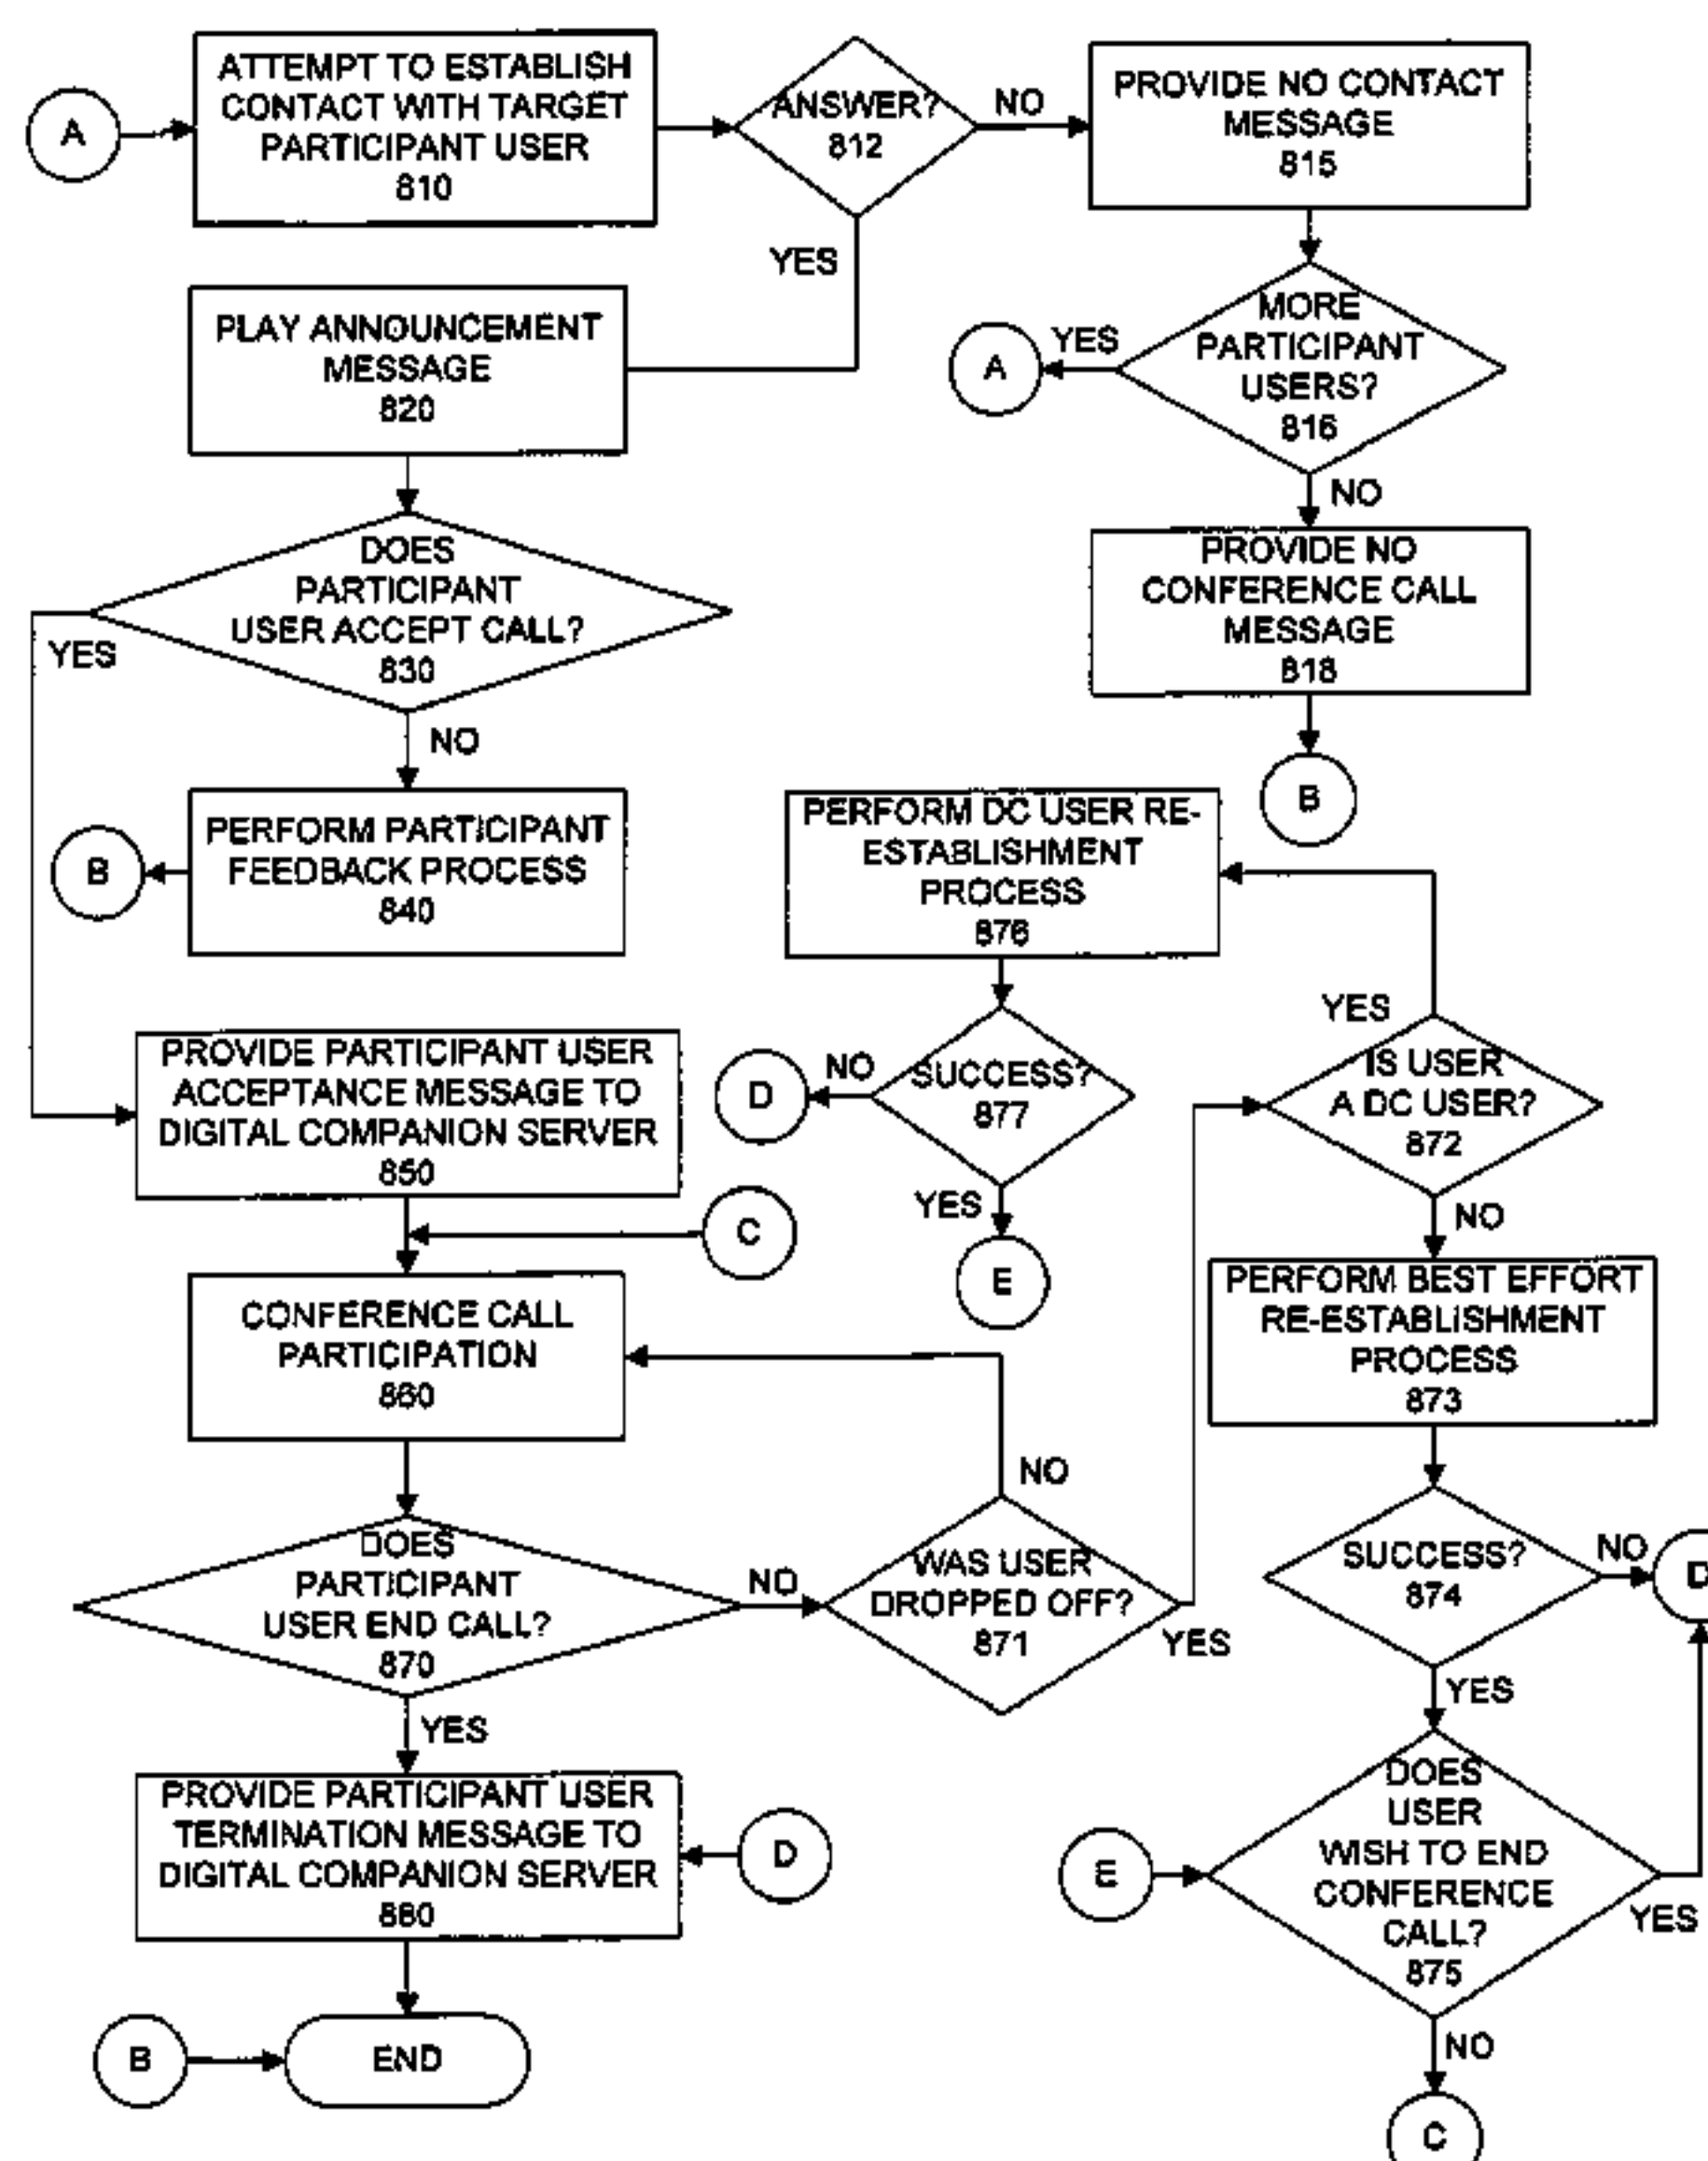 A
ATTEMPT TO ESTABLISH
CONTACT WITH TARGET
PARTICIPANT USER
810
ANSWER?
812
NO
PROVIDE NO CONTACT
MESSAGE
815
YES
PLAY ANNOUNCEMENT
MESSAGE
820
A
YES
MORE
PARTICIPANT
USERS?
816
NO
DOES
PARTICIPANT
USER ACCEPT CALL?
830
YES
NO
PROVIDE NO
CONFERENCE CALL
MESSAGE
818
B
B
PERFORM PARTICIPANT
FEEDBACK PROCESS
840
PERFORM DC USER RE-
ESTABLISHMENT
PROCESS
876
YES
PROVIDE PARTICIPANT USER
ACCEPTANCE MESSAGE TO
DIGITAL COMPANION SERVER
850
D
NO
SUCCESS?
877
YES
E
IS USER
A DC USER?
872
NO
C
CONFERENCE CALL
PARTICIPATION
860
PERFORM BEST EFFORT
RE-ESTABLISHMENT
PROCESS
873
NO
DOES
PARTICIPANT
USER END CALL?
870
NO
WAS USER
DROPPED OFF?
871
YES
SUCCESS?
874
NO
D
YES
YES
PROVIDE PARTICIPANT USER
TERMINATION MESSAGE TO
DIGITAL COMPANION SERVER
880
D
E
DOES
USER
WISH TO END
CONFERENCE
CALL?
875
YES
NO
B
END
C